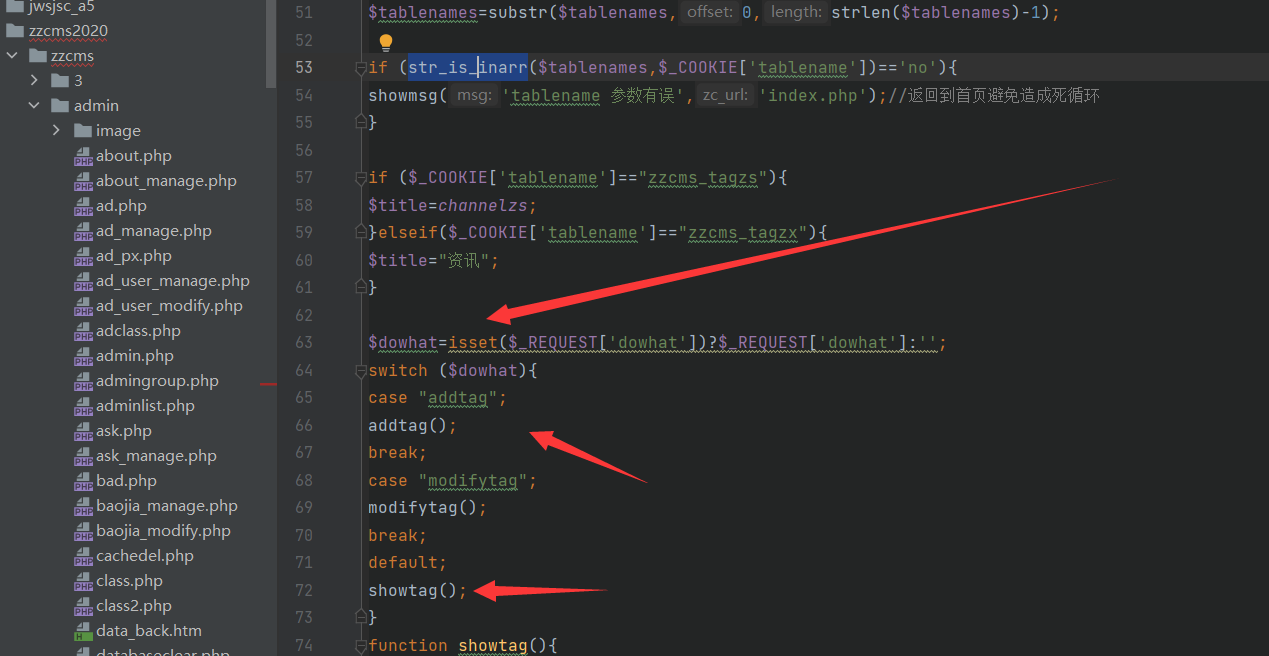 jwsjsc_a5
zzcms2020
zzcms
3
admin
image
about.php
about_manage.php
ad.php
ad_manage.php
ad_px.php
ad_user_manage.php
ad_user_modify.php
adclass.php
admin.php
admingroup.php
adminlist.php
ask.php
ask_manage.php
bad.php
baojia_manage.php
baojia_modify.php
cachedel.php
class.php
class2.php
data_back.htm
databaseclear.php
51 $tablenames=substr($tablenames, offset: 0, length: strlen($tablenames)-1);
52
53 if (str_is_inarr($tablenames,$_COOKIE['tablename'])=='no'){
54 showmsg( msg: 'tablename 参数有误', zc_url: 'index.php');//返回到首页避免造成死循环
55 }
56
57 if ($_COOKIE['tablename']=="zzcms_tagzs"){
58 $title=channelzs;
59 }elseif($_COOKIE['tablename']=="zzcms_tagzx"){
60 $title="资讯";
61 }
62
63 $dowhat=isset($_REQUEST['dowhat'])?$_REQUEST['dowhat']:'';
64 switch ($dowhat){
65 case "addtag";
66 addtag();
67 break;
68 case "modifytag";
69 modifytag();
70 break;
71 default;
72 showtag();
73 }
74 function showtag(){